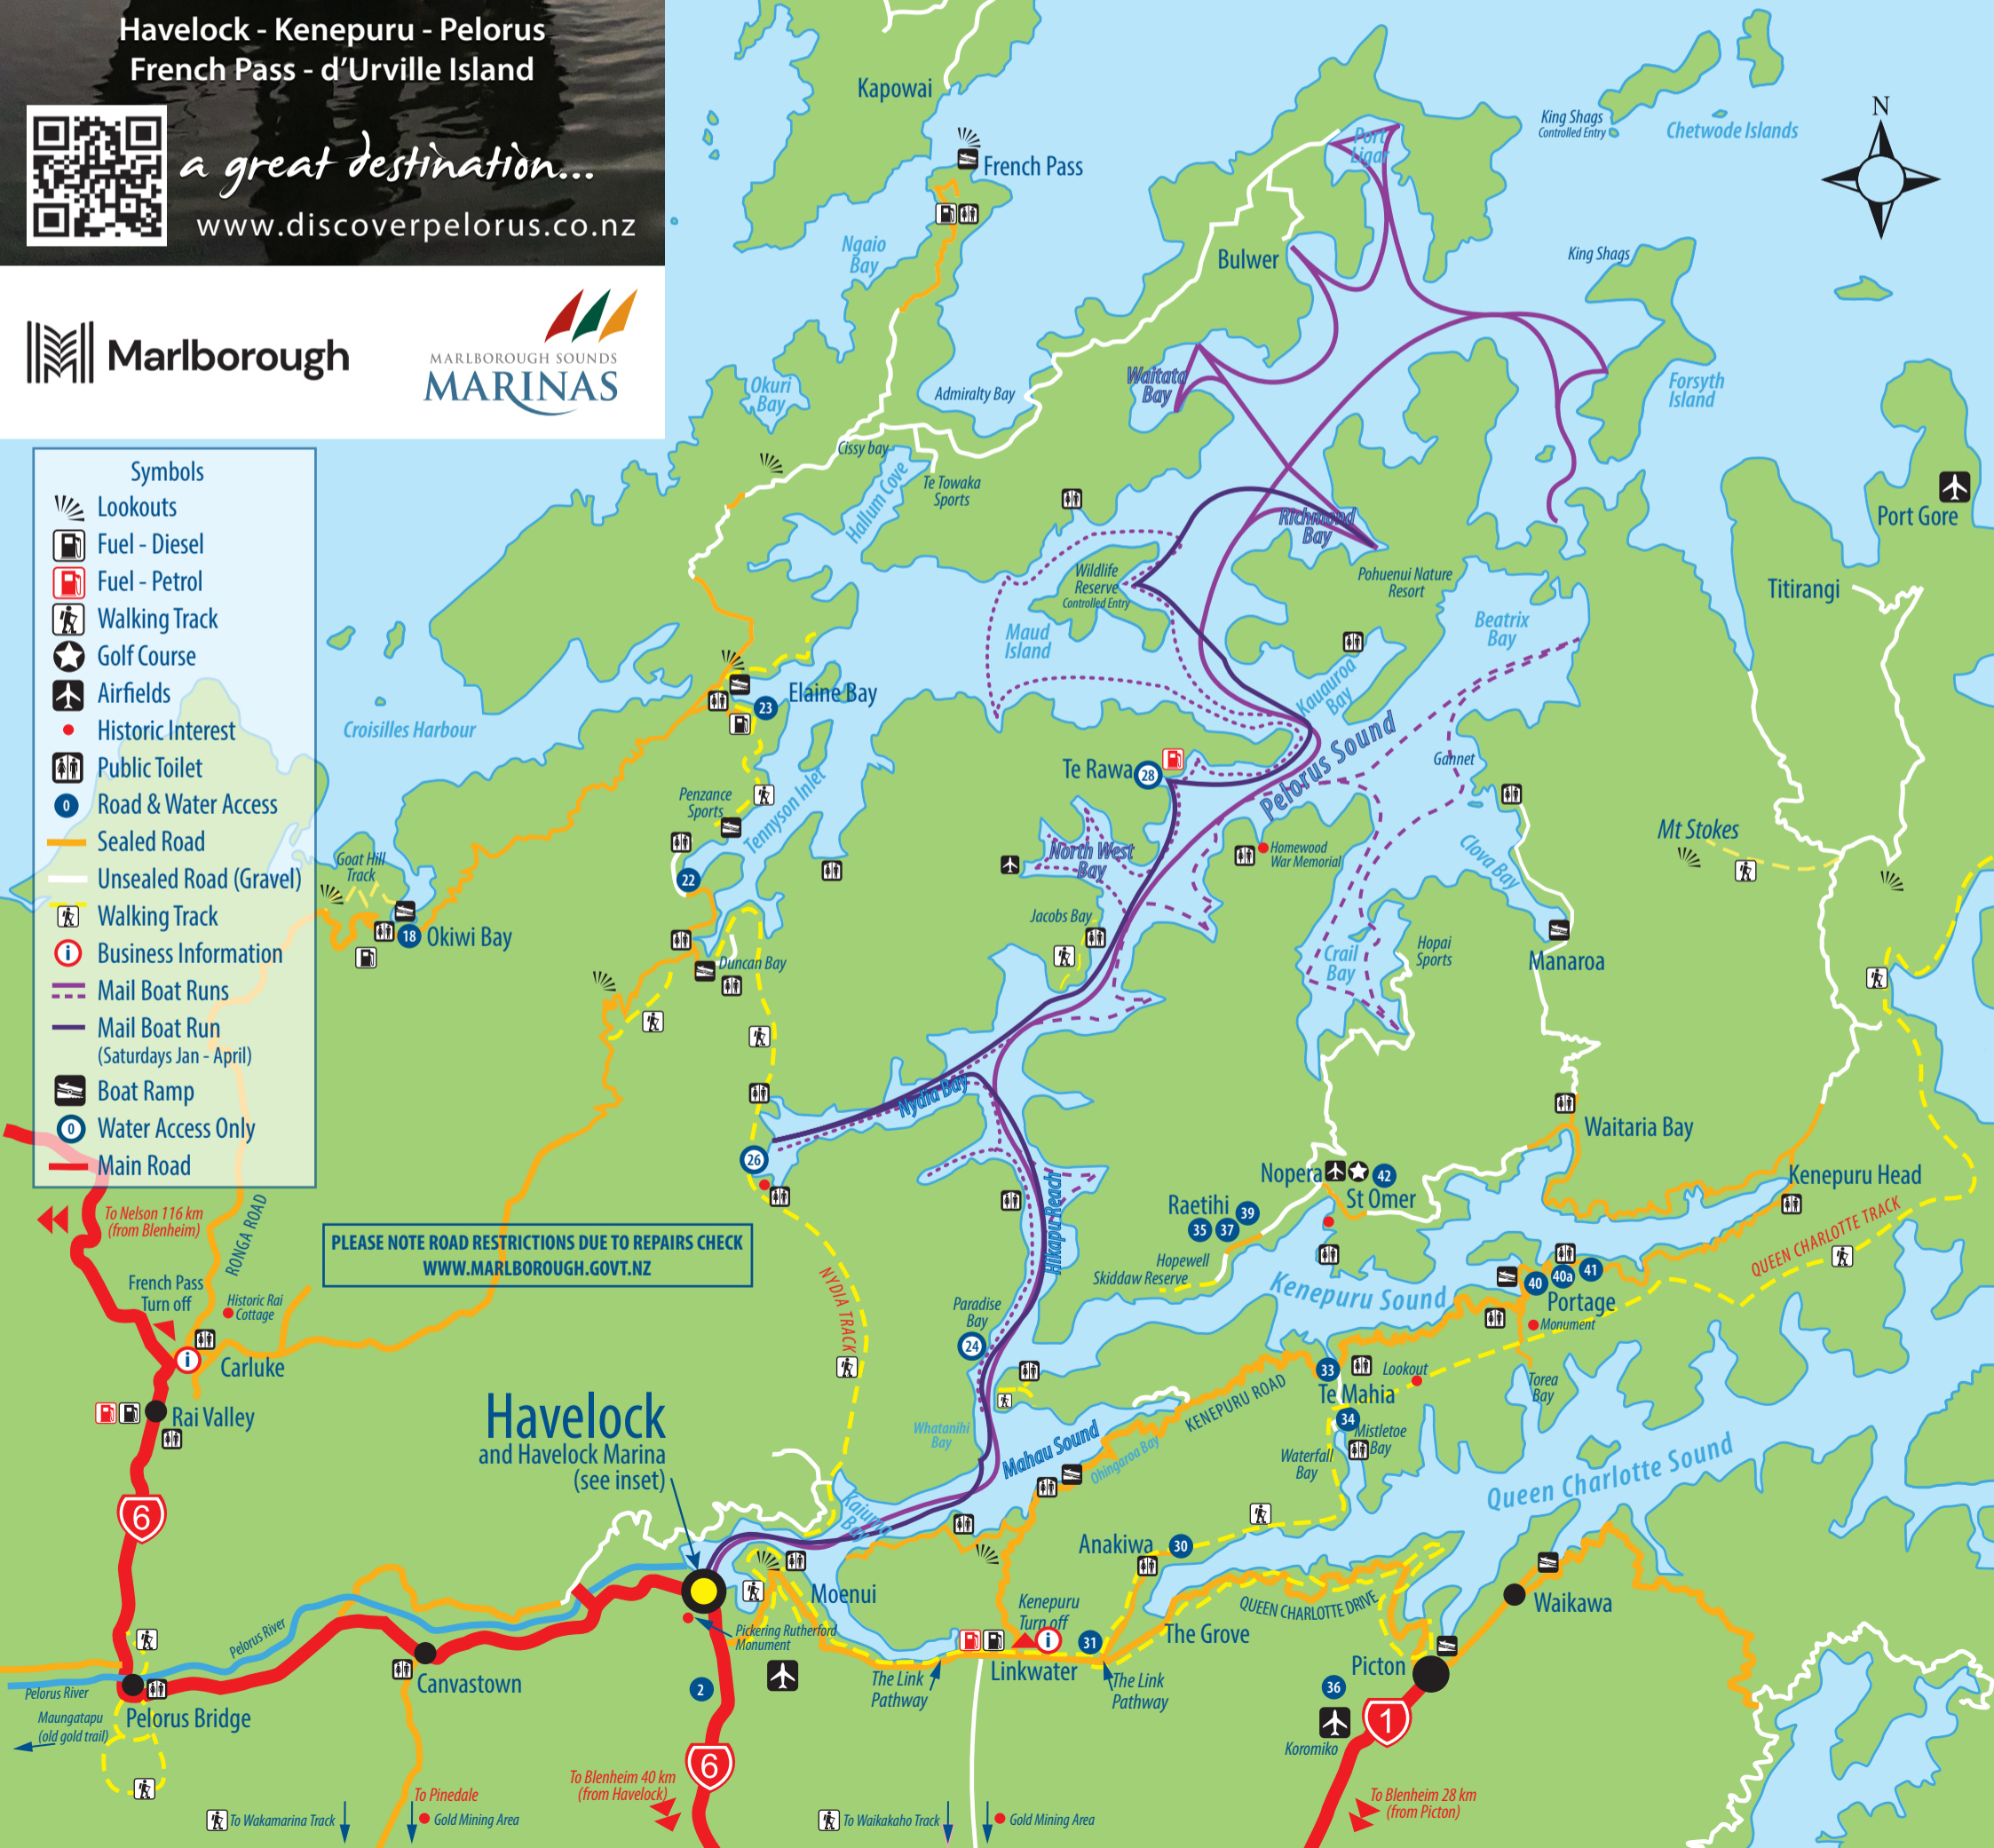 Havelock - Kenepuru - Pelorus
French Pass - d'Urville Island
a great destination...
www.discoverpelorus.co.nz
Marlborough
MARLBOROUGH SOUNDS
MARINAS
Symbols
Lookouts
Fuel - Diesel
Fuel - Petrol
Walking Track
Golf Course
Airfields
Historic Interest
Public Toilet
0 Road & Water Access
Sealed Road
Unsealed Road (Gravel)
Walking Track
i Business Information
Mail Boat Runs
Mail Boat Run
(Saturdays Jan - April)
Boat Ramp
0 Water Access Only
Main Road
PLEASE NOTE ROAD RESTRICTIONS DUE TO REPAIRS CHECK
WWW.MARLBOROUGH.GOVT.NZ
N
Kapowai
French Pass
Ngaio
Bay
Okuri
Bay
Admiralty Bay
Cissy bay
Hallum Cove
Te Towaka
Sports
Port
Ligar
Bulwer
Waitata
Bay
King Shags
Controlled Entry
Chetwode Islands
King Shags
Forsyth
Island
Port Gore
Titirangi
Richmond
Bay
Pohuenui Nature
Resort
Beatrix
Bay
Wildlife
Reserve
Controlled Entry
Maud
Island
Kauauroa
Bay
Pelorus Sound
Gannet
Croisilles Harbour
23
Elaine Bay
Penzance
Sports
Tennyson Inlet
22
Te Rawa
28
North West
Bay
Homewood
War Memorial
Clova Bay
Mt Stokes
Goat Hill
Track
18
Okiwi Bay
Duncan Bay
Jacobs Bay
Crail
Bay
Hopai
Sports
Manaroa
Nydia Bay
26
Hikapu Reach
Waitaria Bay
Nopera
42
St Omer
Kenepuru Head
Raetihi
39
35
37
Hopewell
Skiddaw Reserve
Kenepuru Sound
QUEEN CHARLOTTE TRACK
40
40a
41
Portage
Monument
To Nelson 116 km
(from Blenheim)
RONGA ROAD
French Pass
Turn off
Historic Rai
Cottage
i
Carluke
Rai Valley
NYDIA TRACK
Paradise
Bay
24
33
Te Mahia
Lookout
Torea
Bay
34
Mistletoe
Bay
KENEPURU ROAD
Whatanihi
Bay
Mahau Sound
Ohingaroa Bay
Waterfall
Bay
Queen Charlotte Sound
Havelock
and Havelock Marina
(see inset)
Kaiuma
Bay
6
Anakiwa
30
Moenui
Kenepuru
Turn off
i
31
Linkwater
The Grove
QUEEN CHARLOTTE DRIVE
Waikawa
Pickering Rutherford
Monument
The Link
Pathway
The Link
Pathway
Picton
36
1
Koromiko
Pelorus River
Canvastown
2
Pelorus River
Pelorus Bridge
Maungatapu
(old gold trail)
6
To Blenheim 40 km
(from Havelock)
To Blenheim 28 km
(from Picton)
To Pinedale
To Wakamarina Track
Gold Mining Area
To Waikakaho Track
Gold Mining Area